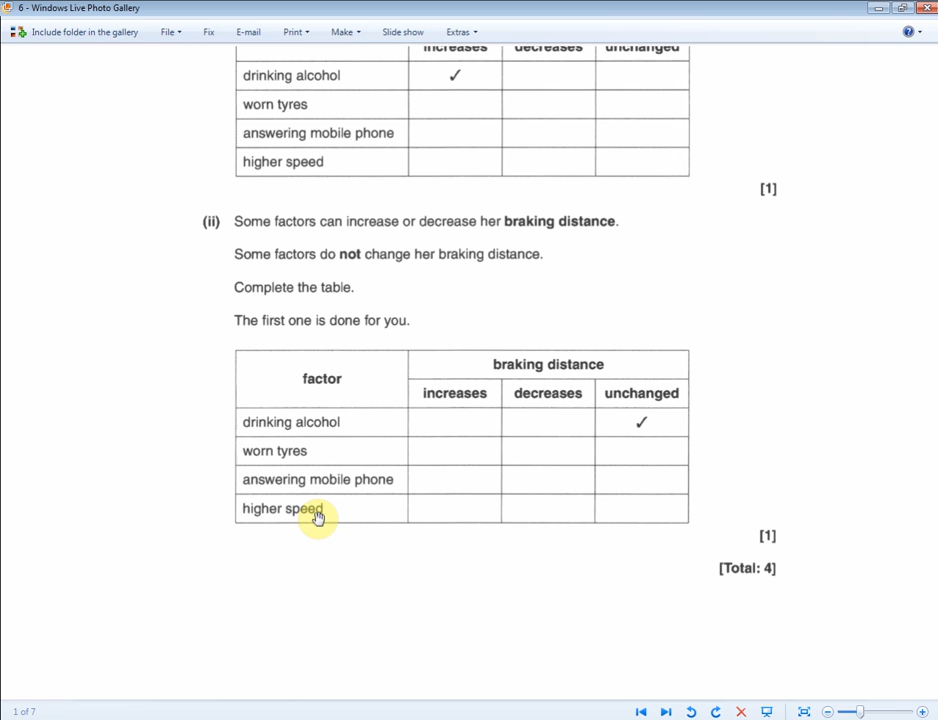 6 - Windows Live Photo Gallery
Include folder in the gallery File Fix E-mail Print Make Slide show Extras
increases decreases unchanged
drinking alcohol ✓
worn tyres
answering mobile phone
higher speed
[1]
(ii) Some factors can increase or decrease her braking distance.
Some factors do not change her braking distance.
Complete the table.
The first one is done for you.
factor braking distance
increases decreases unchanged
drinking alcohol ✓
worn tyres
answering mobile phone
higher speed
[1]
[Total: 4]
1 of 7